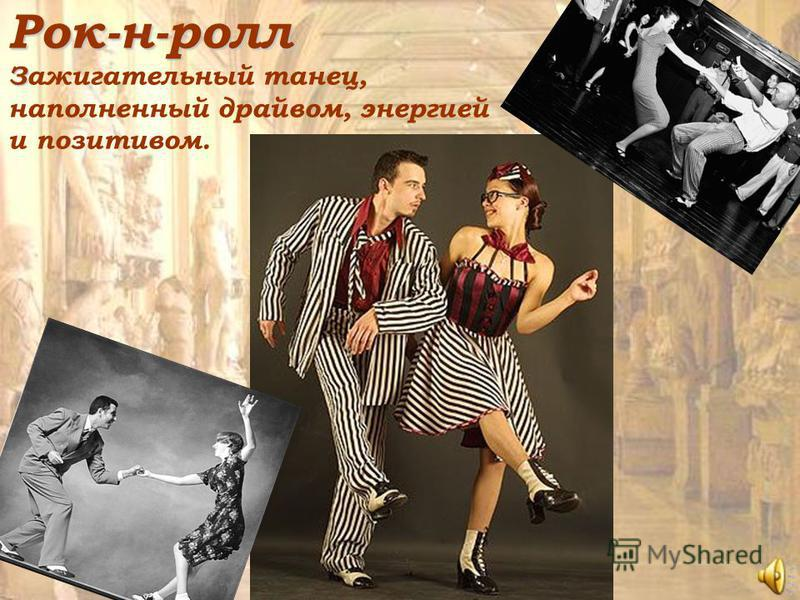 Рок-н-ролл
Зажигательный танец,
наполненный драйвом, энергией
и позитивом.
MyShared